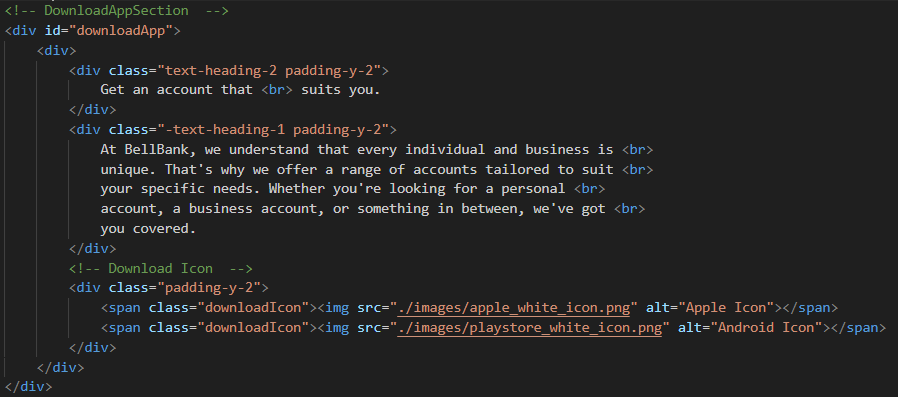 <!-- DownloadAppSection  -->
<div id="downloadApp">
    <div>
        <div class="text-heading-2 padding-y-2">
            Get an account that <br> suits you.
        </div>
        <div class="-text-heading-1 padding-y-2">
            At BellBank, we understand that every individual and business is <br>
            unique. That's why we offer a range of accounts tailored to suit <br>
            your specific needs. Whether you're looking for a personal <br>
            account, a business account, or something in between, we've got <br>
            you covered.
        </div>
        <!-- Download Icon  -->
        <div class="padding-y-2">
            <span class="downloadIcon"><img src="./images/apple_white_icon.png" alt="Apple Icon"></span>
            <span class="downloadIcon"><img src="./images/playstore_white_icon.png" alt="Android Icon"></span>
        </div>
    </div>
</div>